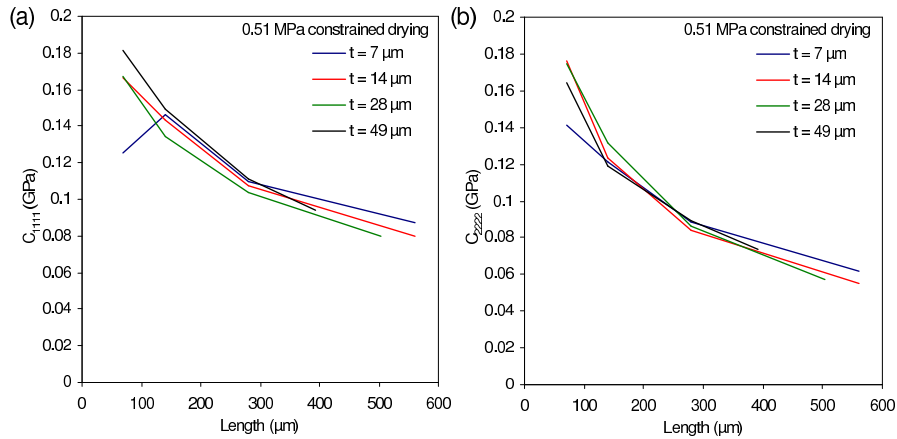 (a)
0.51 MPa constrained drying
t = 7 µm
t = 14 µm
t = 28 µm
t = 49 µm
0.2
0.18
0.16
0.14
0.12
0.1
0.08
0.06
0.04
0.02
0
C1111 (GPa)
0 100 200 300 400 500 600
Length (µm)
(b)
0.51 MPa constrained drying
t = 7 µm
t = 14 µm
t = 28 µm
t = 49 µm
0.2
0.18
0.16
0.14
0.12
0.1
0.08
0.06
0.04
0.02
0
C2222 (GPa)
0 100 200 300 400 500 600
Length (µm)